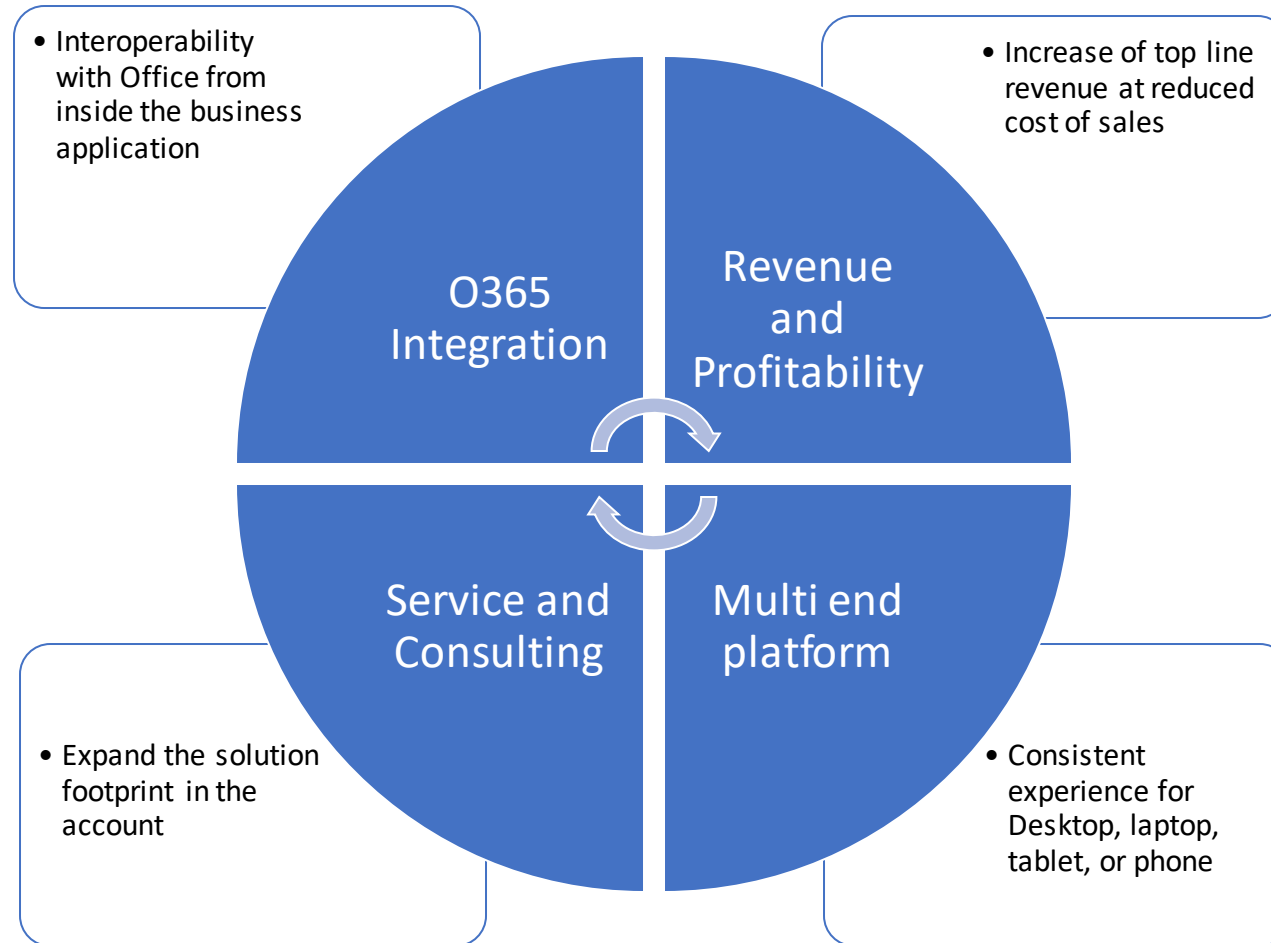 • Interoperability
with Office from
inside the business
application
• Increase of top line
revenue at reduced
cost of sales
O365
Integration
Revenue
and
Profitability
Service and
Consulting
Multi end
platform
• Expand the solution
footprint in the
account
• Consistent
experience for
Desktop, laptop,
tablet, or phone